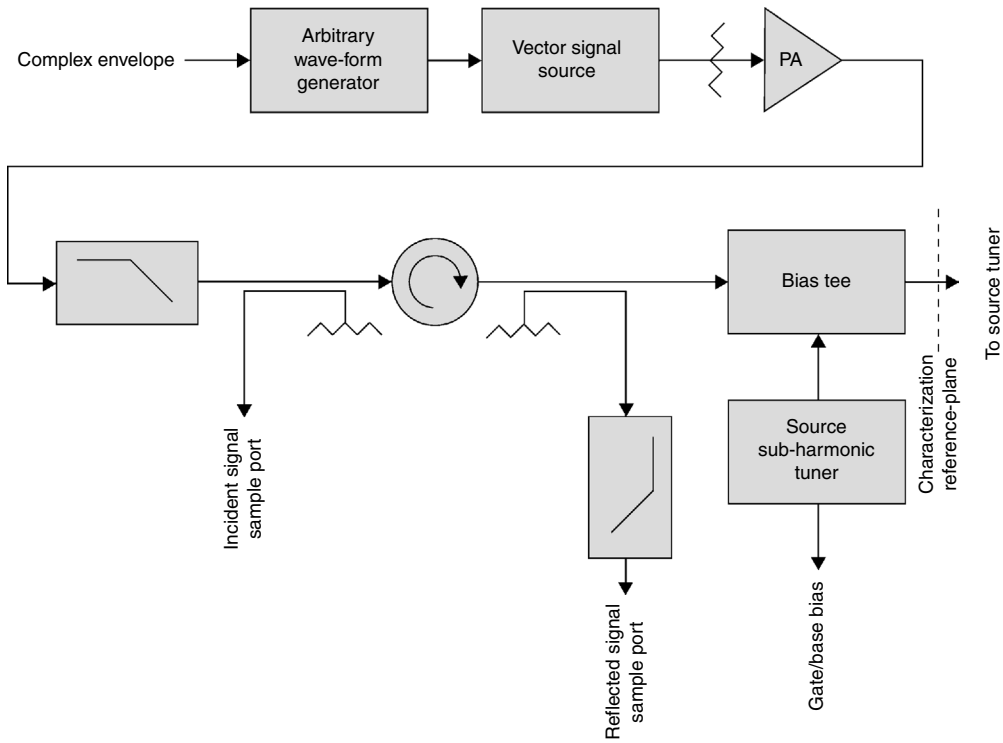 Complex envelope
Arbitrary
wave-form
generator
Vector signal
source
PA
Bias tee
To source tuner
Characterization
reference-plane
Source
sub-harmonic
tuner
Incident signal
sample port
Reflected signal
sample port
Gate/base bias